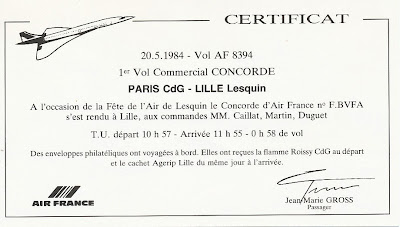 CERTIFICAT
20.5.1984 - Vol AF 8394
1er Vol Commercial CONCORDE
PARIS CdG - LILLE Lesquin
A l'occasion de la Fête de l'Air de Lesquin le Concorde d'Air France no F.BVFA
s'est rendu à Lille, aux commandes MM. Caillat, Martin, Duguet
T.U. départ 10 h 57 - Arrivée 11 h 55 - 0 h 58 de vol
Des enveloppes philatéliques ont voyagées à bord. Elles ont reçues la flamme Roissy CdG au départ
et le cachet Agerip Lille du même jour à l'arrivée.
AIR FRANCE
Jean-Marie GROSS
Passager